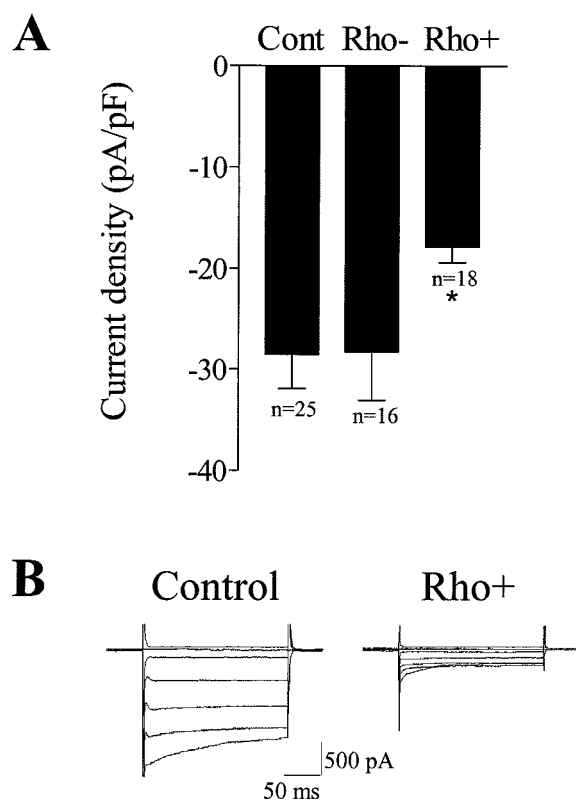 A
Cont Rho- Rho+
Current density (pA/pF)
0
-10
-20
-30
-40
n=25
n=16
n=18
*
B
Control Rho+
500 pA
50 ms